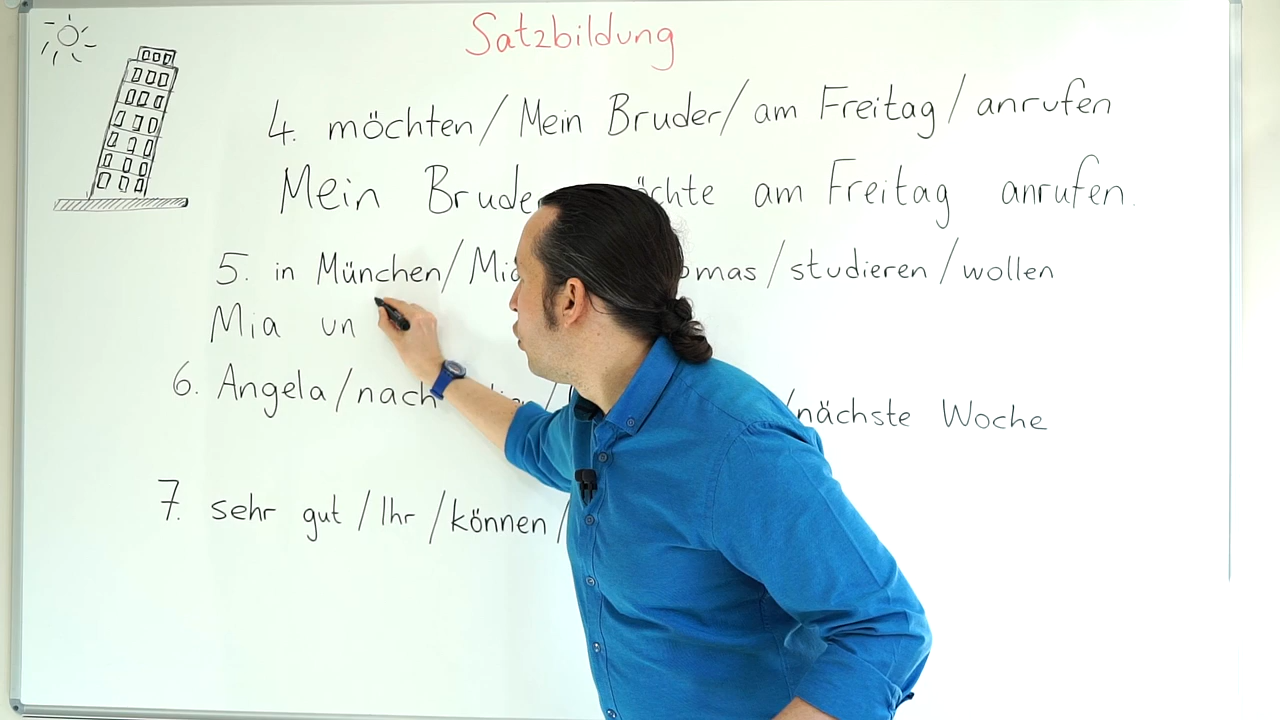 Satzbildung
4. möchten / Mein Bruder / am Freitag / anrufen
Mein Bruder möchte am Freitag anrufen.
5. in München / Mia omas / studieren / wollen
Mia un
6. Angela / nach / nächste Woche
7. sehr gut / Ihr / können /